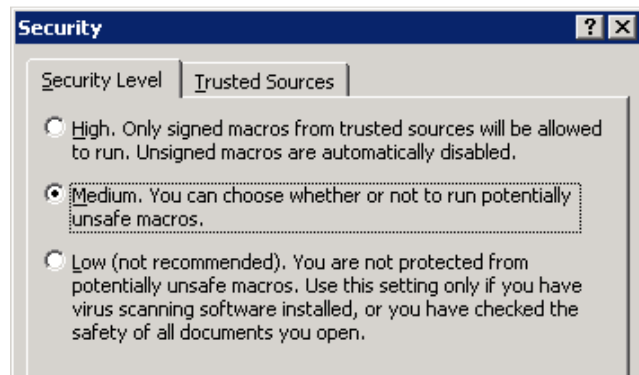 Security
Security Level
Trusted Sources
High. Only signed macros from trusted sources will be allowed
to run. Unsigned macros are automatically disabled.
Medium. You can choose whether or not to run potentially
unsafe macros.
Low (not recommended). You are not protected from
potentially unsafe macros. Use this setting only if you have
virus scanning software installed, or you have checked the
safety of all documents you open.